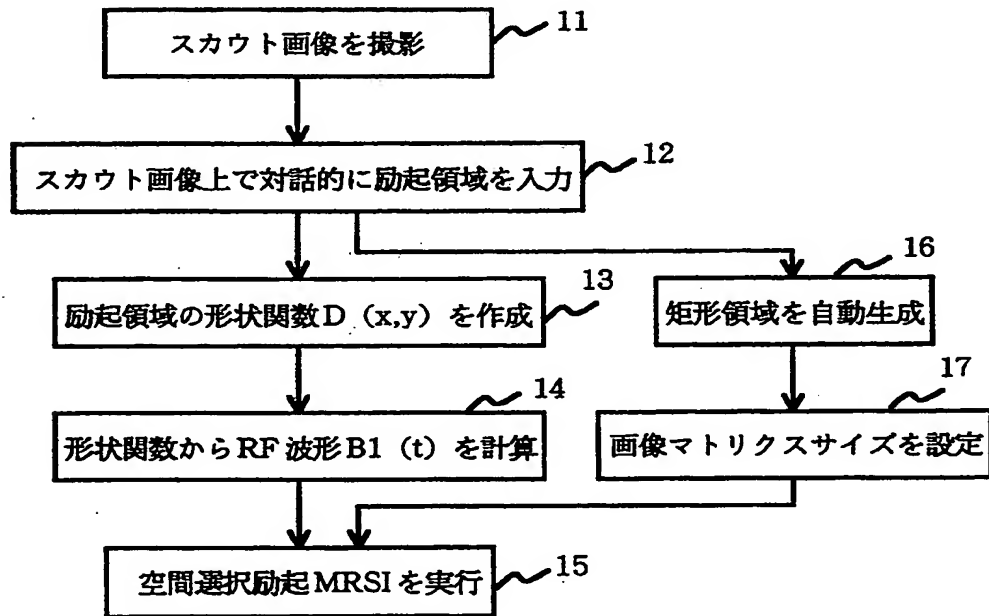 スカウト画像を撮影
11
スカウト画像上で対話的に励起領域を入力
12
励起領域の形状関数D（x,y）を作成
13
矩形領域を自動生成
16
形状関数からRF波形B1（t）を計算
14
画像マトリクスサイズを設定
17
空間選択励起MRSIを実行
15